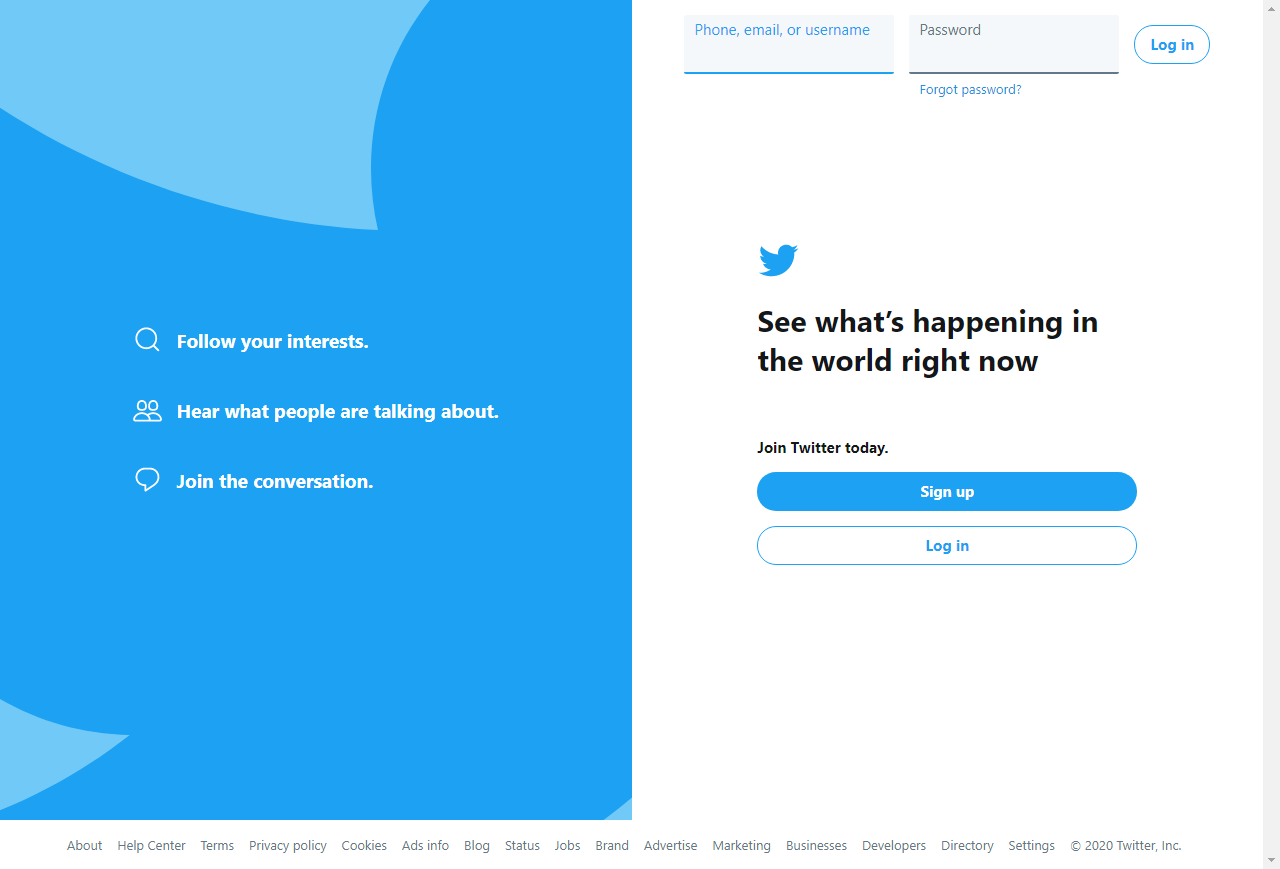 Phone, email, or username
Password
Log in
Forgot password?
Follow your interests.
Hear what people are talking about.
Join the conversation.
See what’s happening in
the world right now
Join Twitter today.
Sign up
Log in
About Help Center Terms Privacy policy Cookies Ads info Blog Status Jobs Brand Advertise Marketing Businesses Developers Directory Settings © 2020 Twitter, Inc.